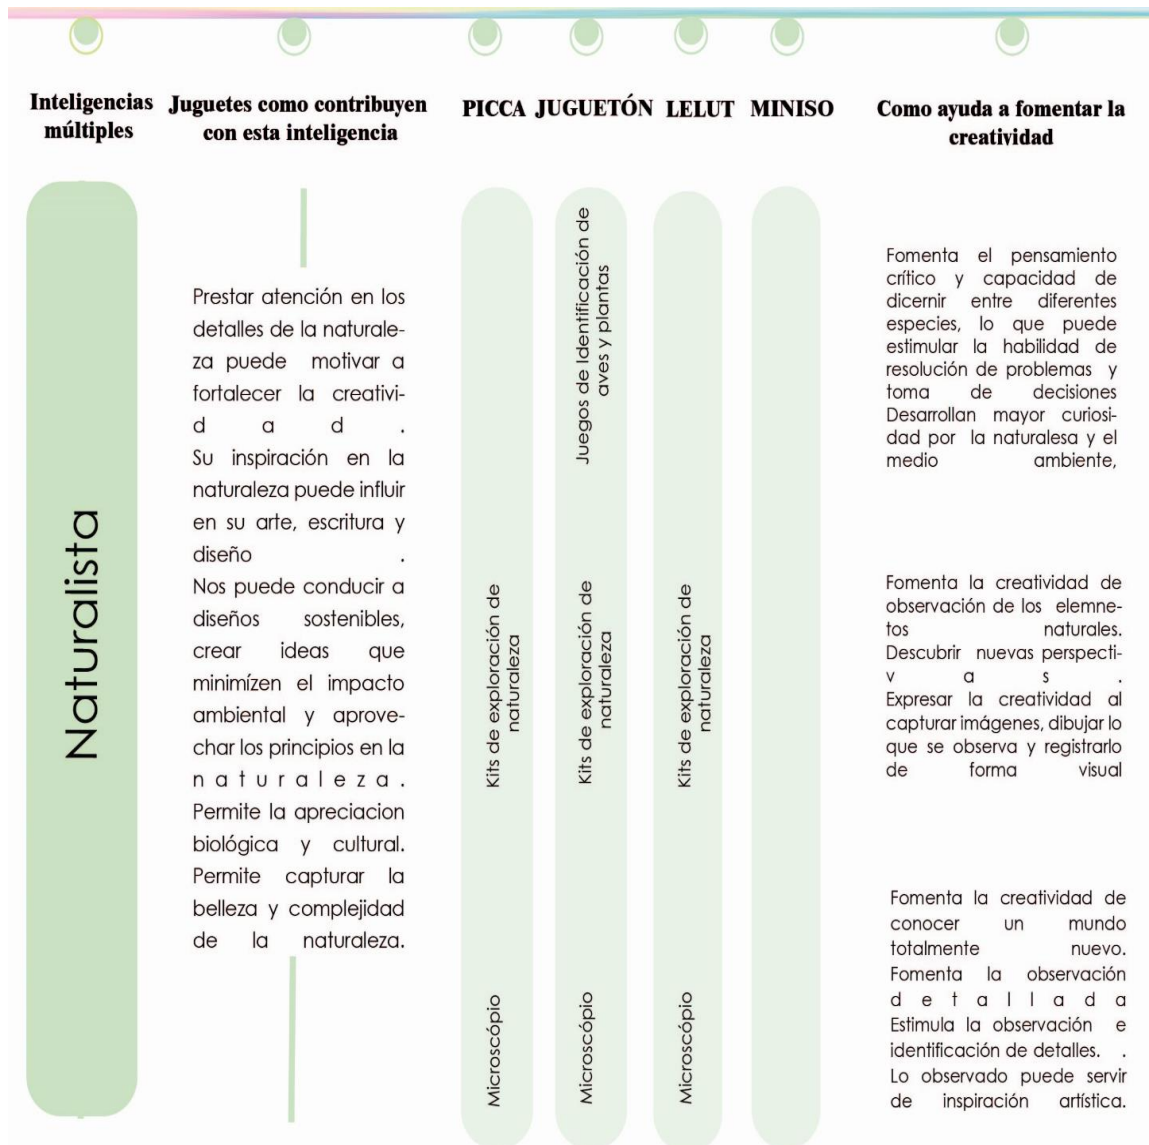 Inteligencias múltiples
Juguetes como contribuyen con esta inteligencia
PICCA
JUGUETÓN
LELUT
MINISO
Como ayuda a fomentar la creatividad
Naturalista
Prestar atención en los
detalles de la naturale-
za puede motivar a
fortalecer la creativi-
d a d .
Su inspiración en la
naturaleza puede influir
en su arte, escritura y
diseño .
Nos puede conducir a
diseños sostenibles,
crear ideas que
minimízen el impacto
ambiental y aprove-
char los principios en la
n a t u r a l e z a .
Permite la apreciacion
biológica y cultural.
Permite capturar la
belleza y complejidad
de la naturaleza.
Kits de exploración de
naturaleza
Microscópio
Juegos de Identificación de
aves y plantas
Kits de exploración de
naturaleza
Microscópio
Kits de exploración de
naturaleza
Microscópio
Fomenta el pensamiento
crítico y capacidad de
dicernir entre diferentes
especies, lo que puede
estimular la habilidad de
resolución de problemas y
toma de decisiones
Desarrollan mayor curiosi-
dad por la naturalesa y el
medio ambiente,
Fomenta la creatividad de
observación de los elemne-
tos naturales.
Descubrir nuevas perspecti-
v a s .
Expresar la creatividad al
capturar imágenes, dibujar lo
que se observa y registrarlo
de forma visual
Fomenta la creatividad de
conocer un mundo
totalmente nuevo.
Fomenta la observación
d e t a l l a d a
Estimula la observación e
identificación de detalles. .
Lo observado puede servir
de inspiración artística.